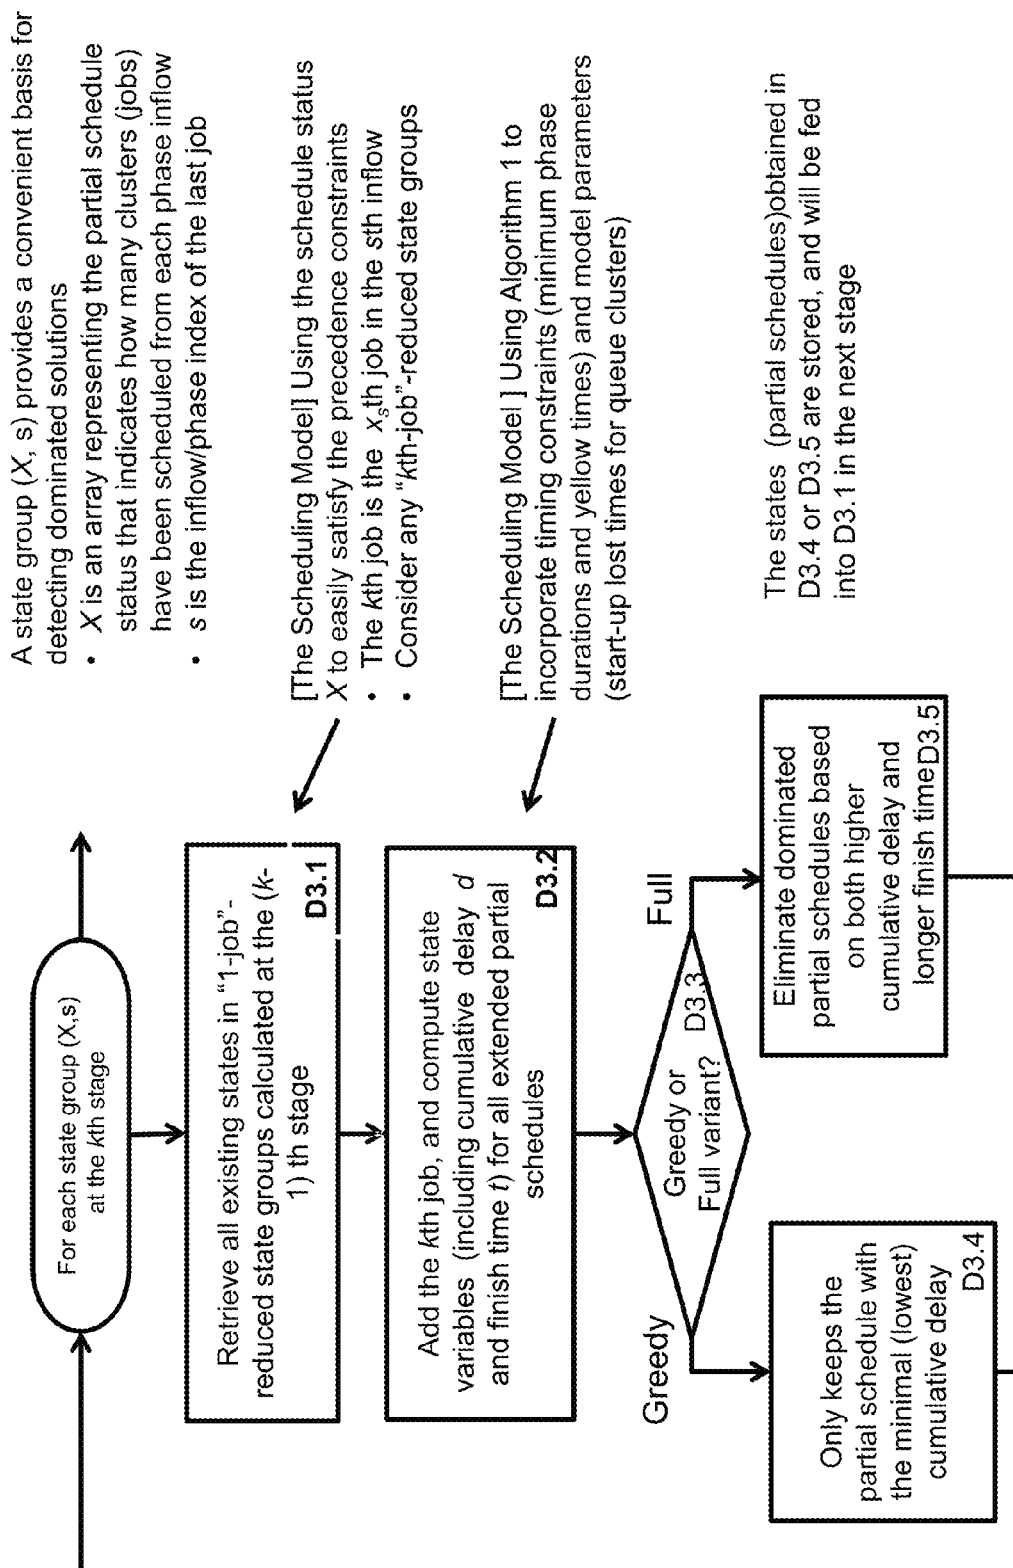 A state group (X, s) provides a convenient basis for
detecting dominated solutions
• X is an array representing the partial schedule
status that indicates how many clusters (jobs)
have been scheduled from each phase inflow
• s is the inflow/phase index of the last job
For each state group (X,s)
at the kth stage
[The Scheduling Model] Using the schedule status
X to easily satisfy the precedence constraints
• The kth job is the xsth job in the sth inflow
• Consider any "kth-job"-reduced state groups
Retrieve all existing states in "1-job"-
reduced state groups calculated at the (k-
1) th stage
D3.1
[The Scheduling Model ] Using Algorithm 1 to
incorporate timing constraints (minimum phase
durations and yellow times) and model parameters
(start-up lost times for queue clusters)
Add the kth job, and compute state
variables (including cumulative delay d
and finish time t) for all extended partial
schedules
D3.2
Greedy or
Full variant?
D3.3
Greedy
Full
Only keeps the
partial schedule with
the minimal (lowest)
cumulative delay
D3.4
Eliminate dominated
partial schedules based
on both higher
cumulative delay and
longer finish time D3.5
The states (partial schedules)obtained in
D3.4 or D3.5 are stored, and will be fed
into D3.1 in the next stage